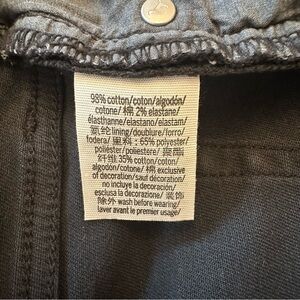 98% cotton/coton/algodón/
cotone/ 棉 2% elastane/
élasthanne/elastano/elastam/
氨纶 lining/doublure/forro/
fodera/ 里料 : 65% polyester/
poliéster/poliestere/ 聚酯
纤维 35% cotton/coton/
algodón/cotone/ 棉 exclusive
of decoration/sauf décoration/
no incluye la decoración/
esclusa la decorazione/ 装饰
除外 wash before wearing/
laver avant le premier usage/